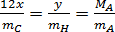 12x/m_C = y/m_H = M_A/m_A